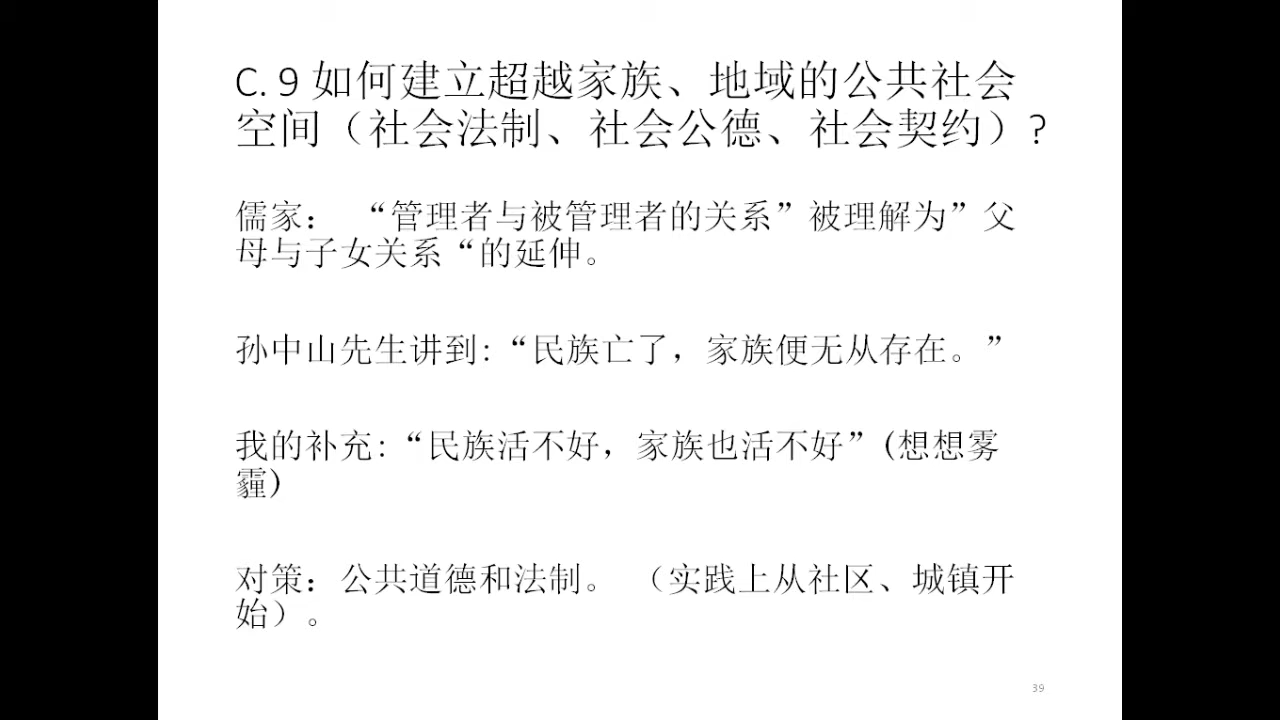 C. 9 如何建立超越家族、地域的公共社会
空间（社会法制、社会公德、社会契约）?
儒家： “管理者与被管理者的关系”被理解为”父
母与子女关系“的延伸。
孙中山先生讲到:“民族亡了，家族便无从存在。”
我的补充:“民族活不好，家族也活不好”(想想雾
霾)
对策：公共道德和法制。 （实践上从社区、城镇开
始）。
39